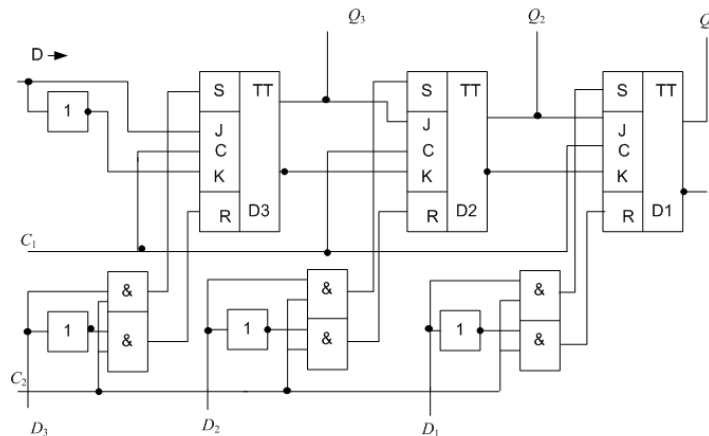 Q3 Q2 Q
D
S TT S TT S TT
1 J J J
C C C
K K K
R D3 R D2 R D1
C1
& & &
1 1 1
& & &
C2
D3 D2 D1